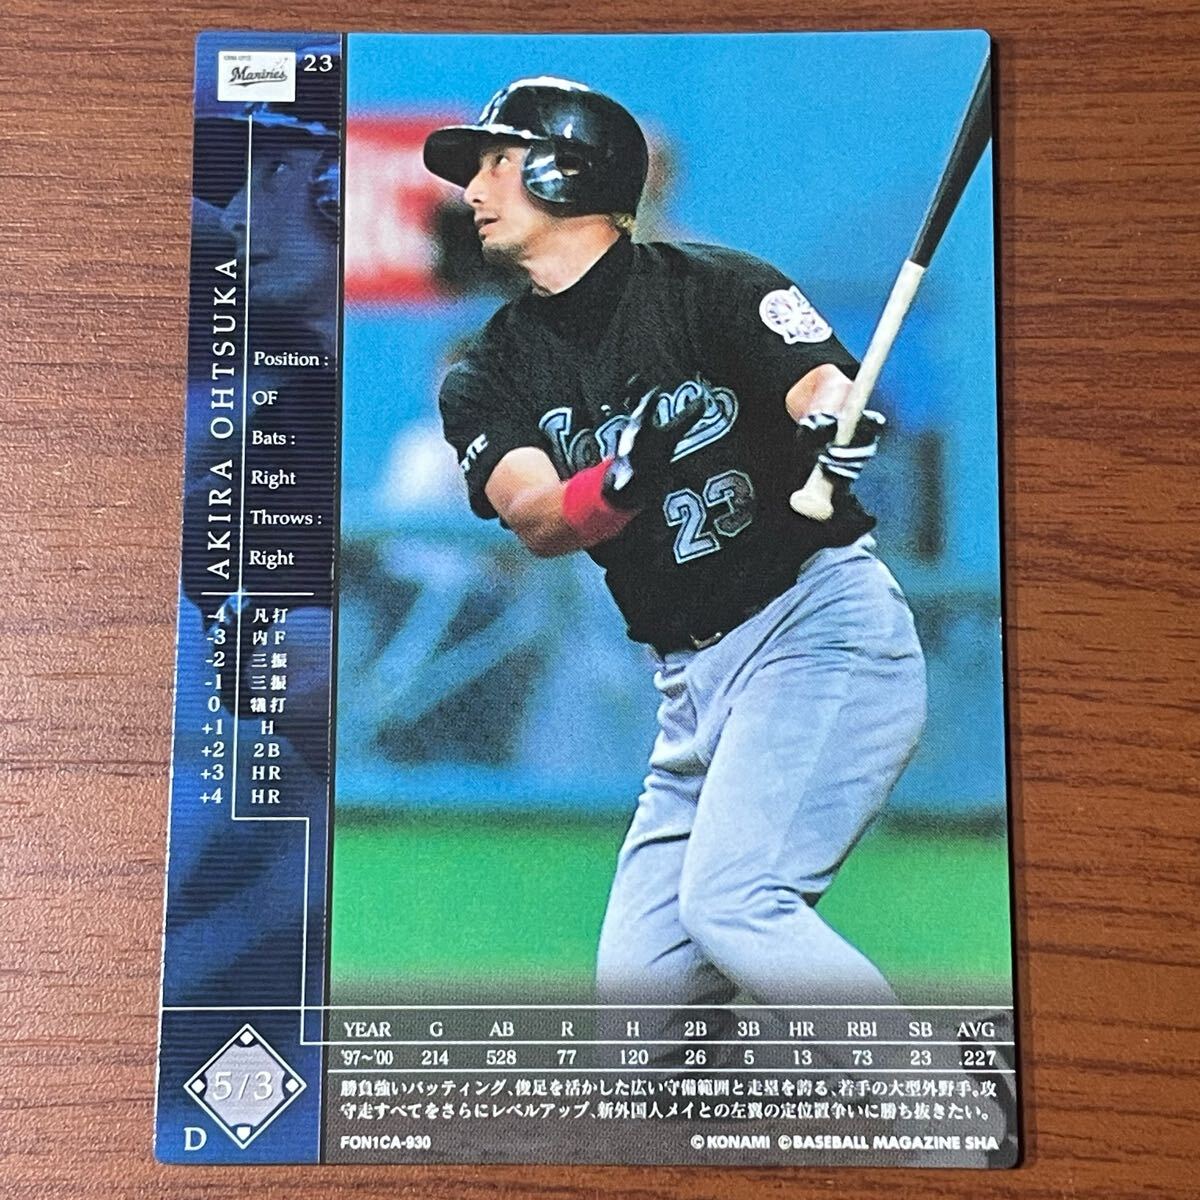 Marines
23
AKIRA OHTSUKA
Position :
OF
Bats :
Right
Throws :
Right
-4 凡打
-3 内F
-2 三振
-1 三振
0 犠打
+1 H
+2 2B
+3 HR
+4 HR
23
YEAR G AB R H 2B 3B HR RBI SB AVG
'97~'00 214 528 77 120 26 5 13 73 23 .227
勝負強いバッティング、俊足を活かした広い守備範囲と走塁を誇る、若手の大型外野手。攻
守走すべてをさらにレベルアップ、新外国人メイとの左翼の定位置争いに勝ち抜きたい。
5/3
D
FON1CA-930
©KONAMI ©BASEBALL MAGAZINE SHA